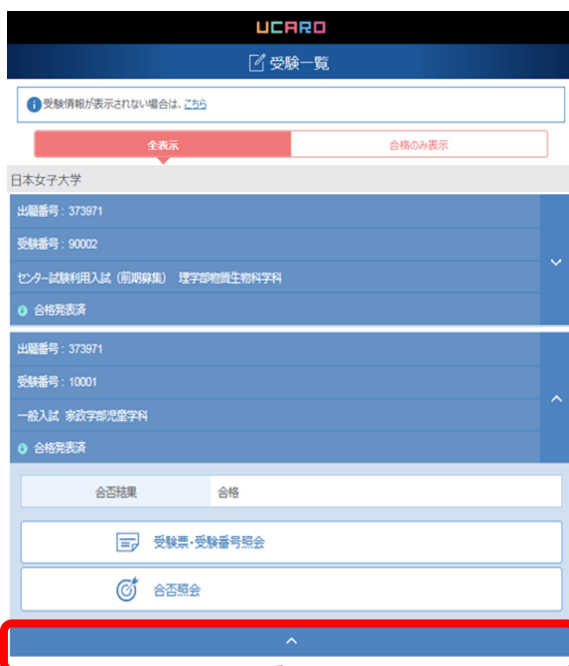 UCARO
受験一覧
受験情報が表示されない場合は、こちら
全表示
合格のみ表示
日本女子大学
出願番号：373971
受験番号：90002
センター試験利用入試（前期募集） 理学部物質生物科学科
合格発表済
出願番号：373971
受験番号：10001
一般入試 家政学部児童学科
合格発表済
合否結果 合格
受験票・受験番号照会
合否照会